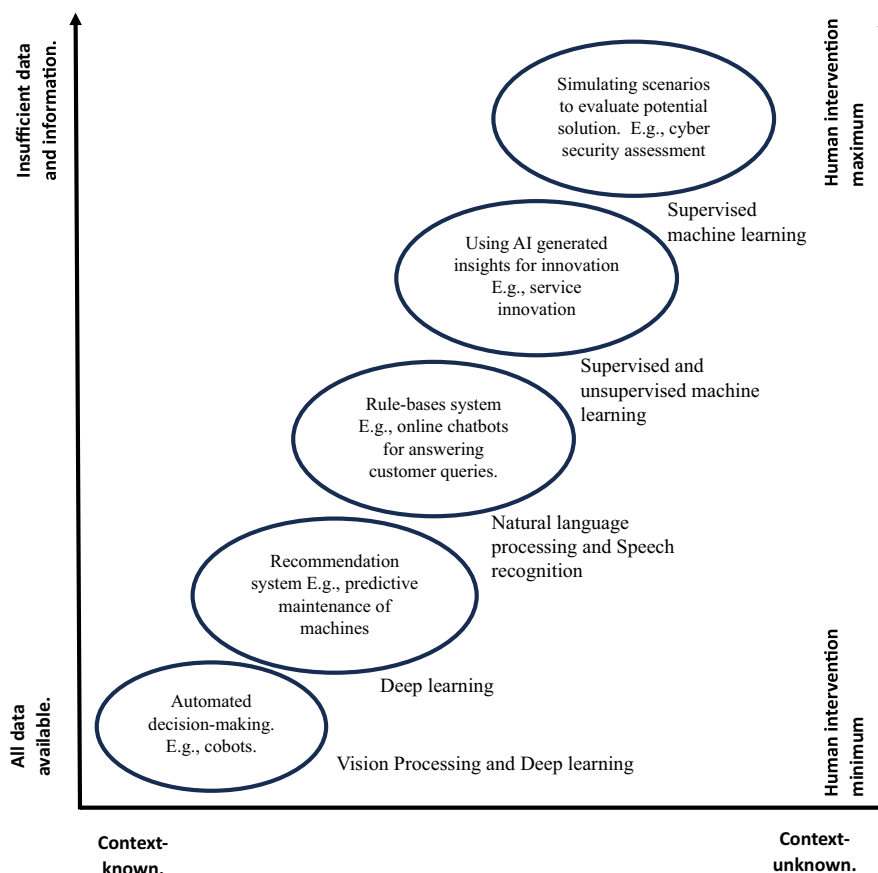 Insufficient data
and information.
Human intervention
maximum
Simulating scenarios
to evaluate potential
solution.  E.g., cyber
security assessment
Supervised
machine learning
Using AI generated
insights for innovation
E.g., service
innovation
Supervised and
unsupervised machine
learning
Rule-bases system
E.g., online chatbots
for answering
customer queries.
Natural language
processing and Speech
recognition
Recommendation
system E.g., predictive
maintenance of
machines
Deep learning
Automated
decision-making.
E.g., cobots.
Vision Processing and Deep learning
All data
available.
Human intervention
minimum
Context-
known.
Context-
unknown.